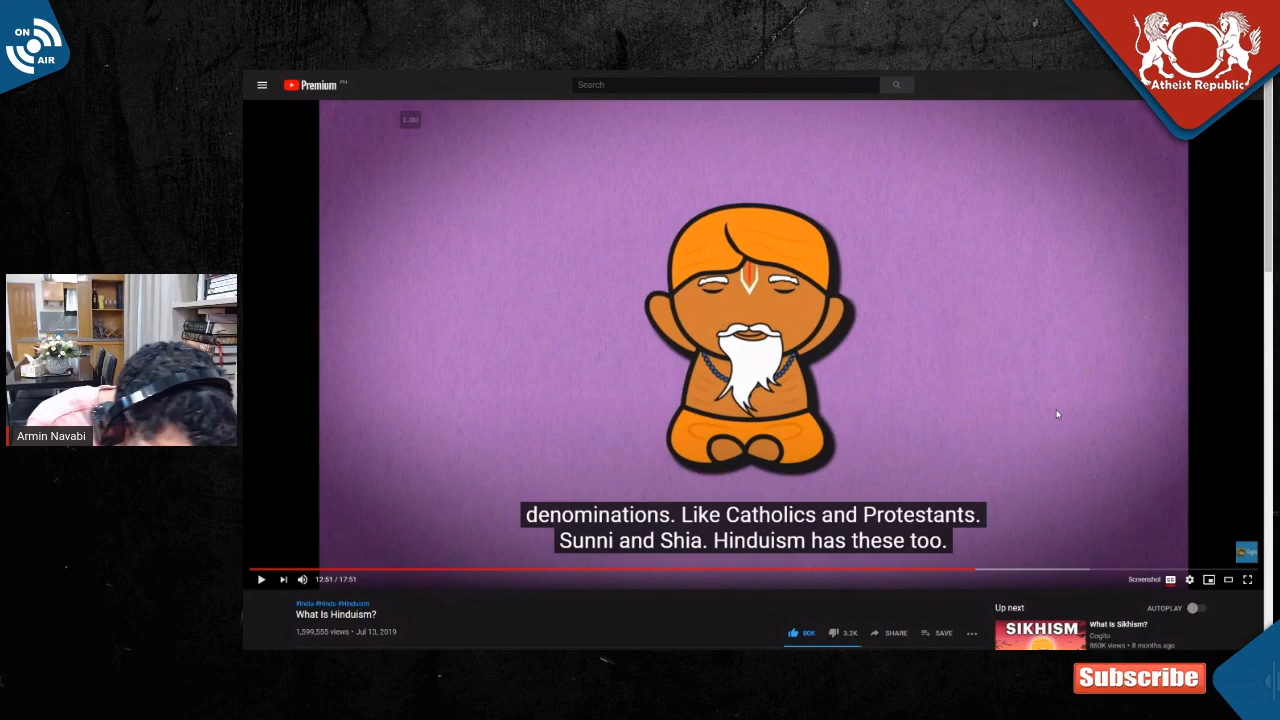 ON
AIR
Premium
PH
Search
Atheist Republic
1.00
Armin Navabi
denominations. Like Catholics and Protestants.
Sunni and Shia. Hinduism has these too.
12:51 / 17:51
Screenshot
CC
#India #Hindu #Hinduism
What Is Hinduism?
1,599,555 views • Jul 13, 2019
80K
3.2K
SHARE
SAVE
Up next
AUTOPLAY
SIKHISM
What Is Sikhism?
Cogito
860K views • 8 months ago
Subscribe